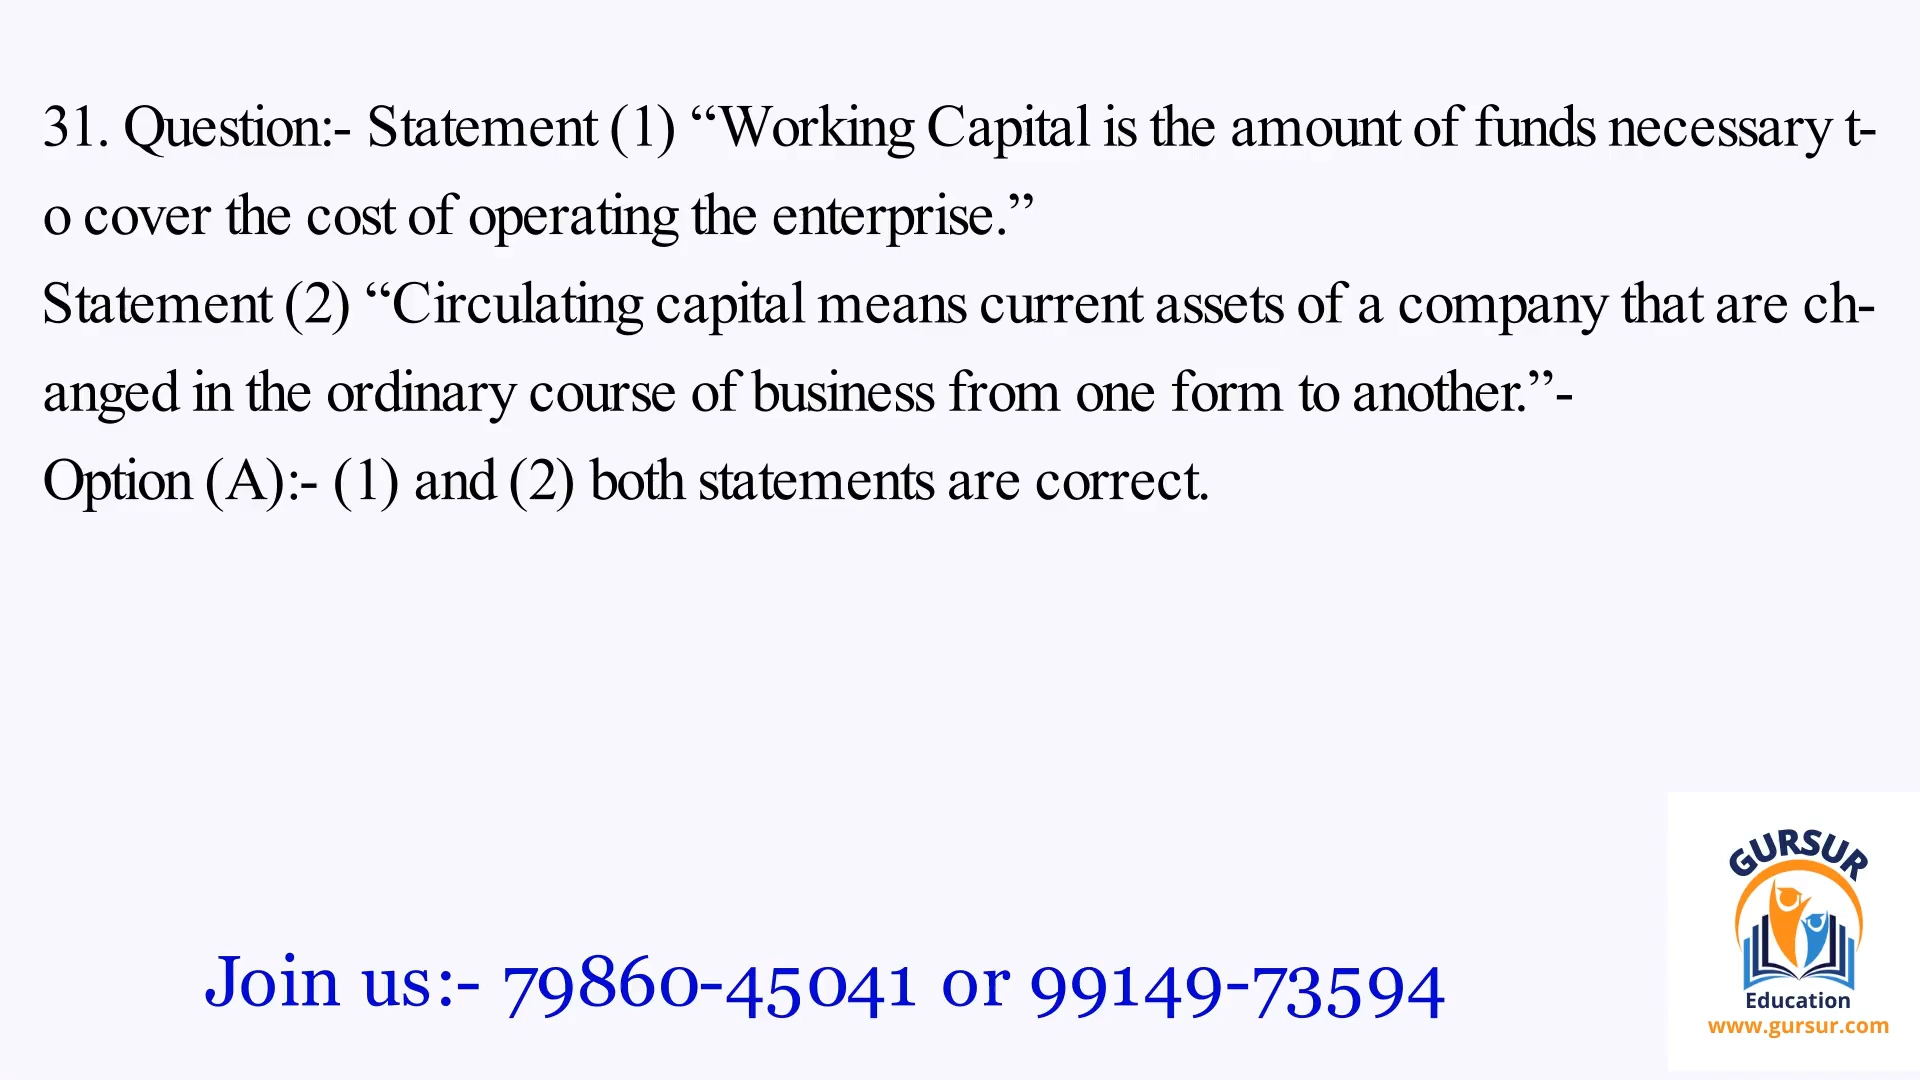 31. Question:- Statement (1) “Working Capital is the amount of funds necessary t-
o cover the cost of operating the enterprise.”
Statement (2) “Circulating capital means current assets of a company that are ch-
anged in the ordinary course of business from one form to another.”-
Option (A):- (1) and (2) both statements are correct.
GURSUR
Education
www.gursur.com
Join us:- 79860-45041 or 99149-73594